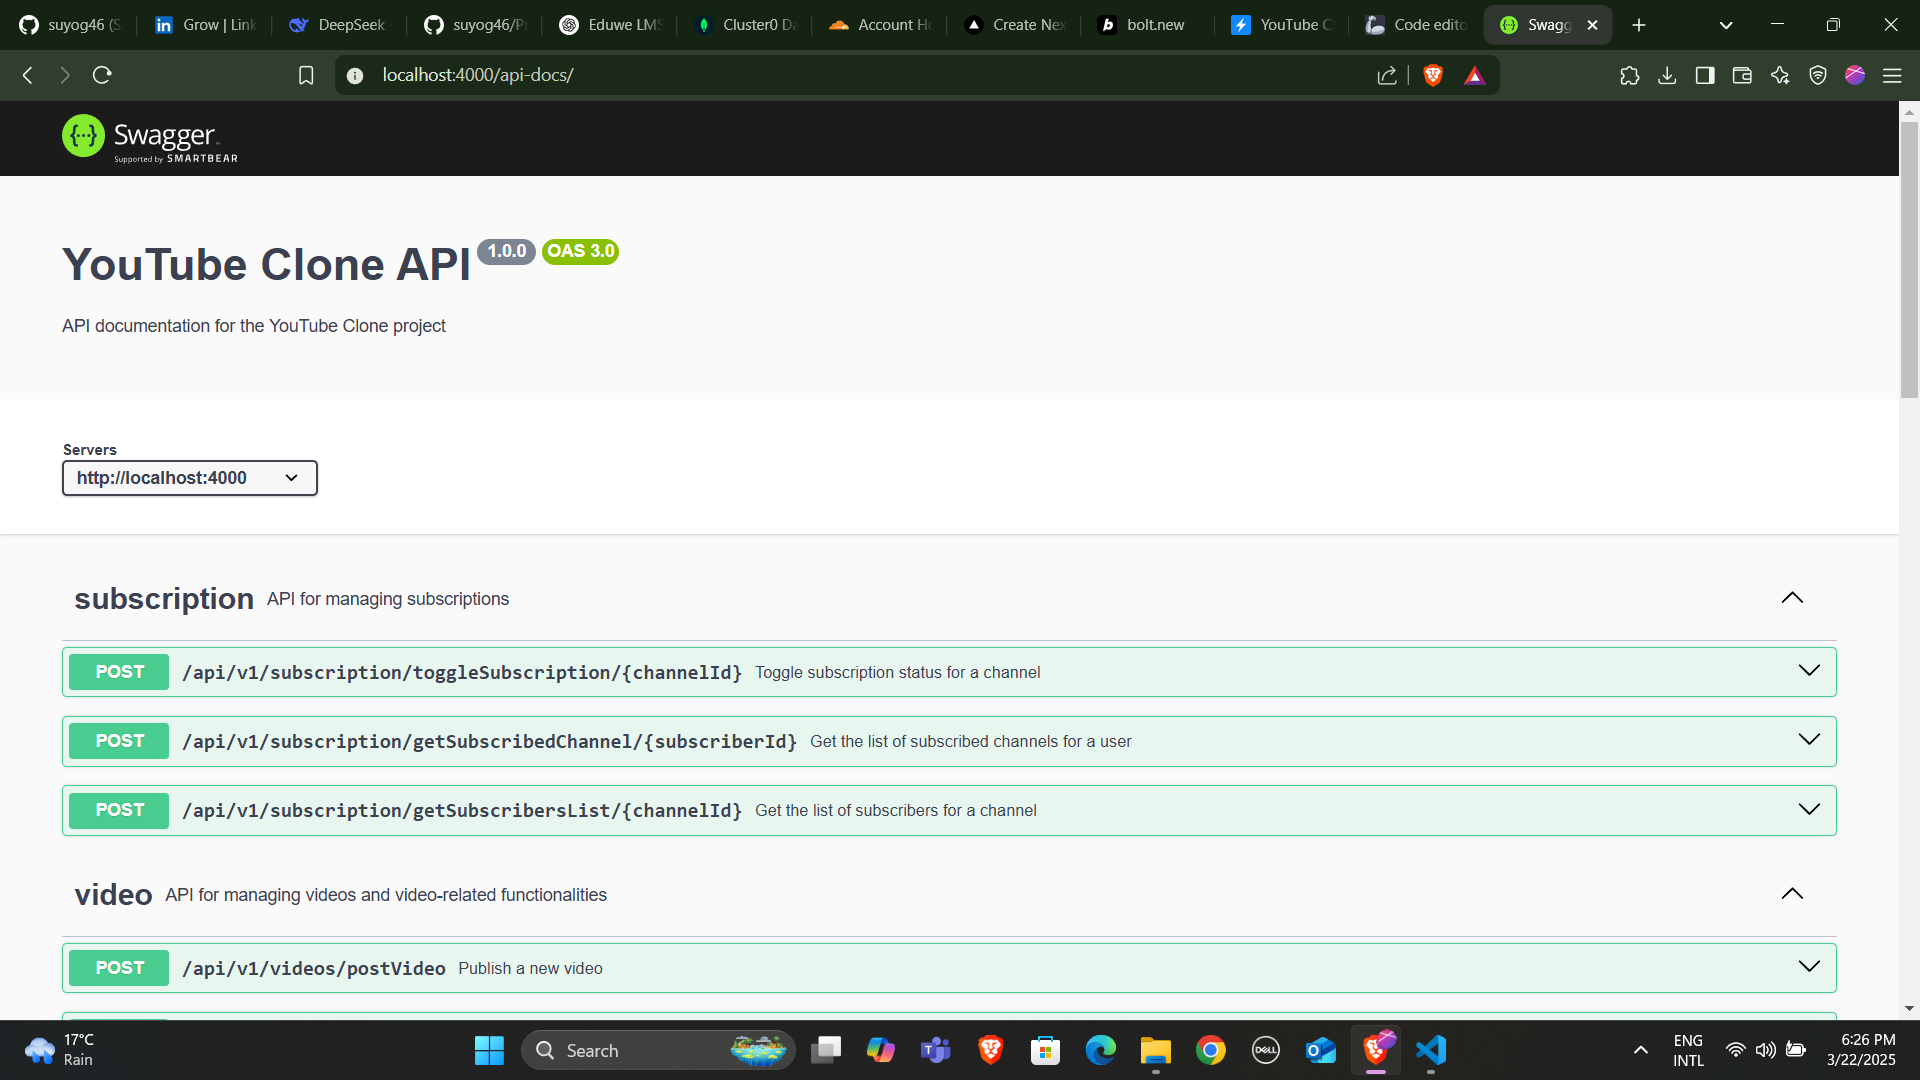 suyog46 (S
Grow | Link
DeepSeek
suyog46/Pr
Eduwe LMS
Cluster0 Da
Account Ho
Create Nex
bolt.new
YouTube C
Code edito
Swagg
localhost:4000/api-docs/
Swagger
Supported by SMARTBEAR
YouTube Clone API 1.0.0 OAS 3.0
API documentation for the YouTube Clone project
Servers
http://localhost:4000
subscription API for managing subscriptions
POST /api/v1/subscription/toggleSubscription/{channelId} Toggle subscription status for a channel
POST /api/v1/subscription/getSubscribedChannel/{subscriberId} Get the list of subscribed channels for a user
POST /api/v1/subscription/getSubscribersList/{channelId} Get the list of subscribers for a channel
video API for managing videos and video-related functionalities
POST /api/v1/videos/postVideo Publish a new video
17°C
Rain
Search
DELL
ENG
INTL
6:26 PM
3/22/2025